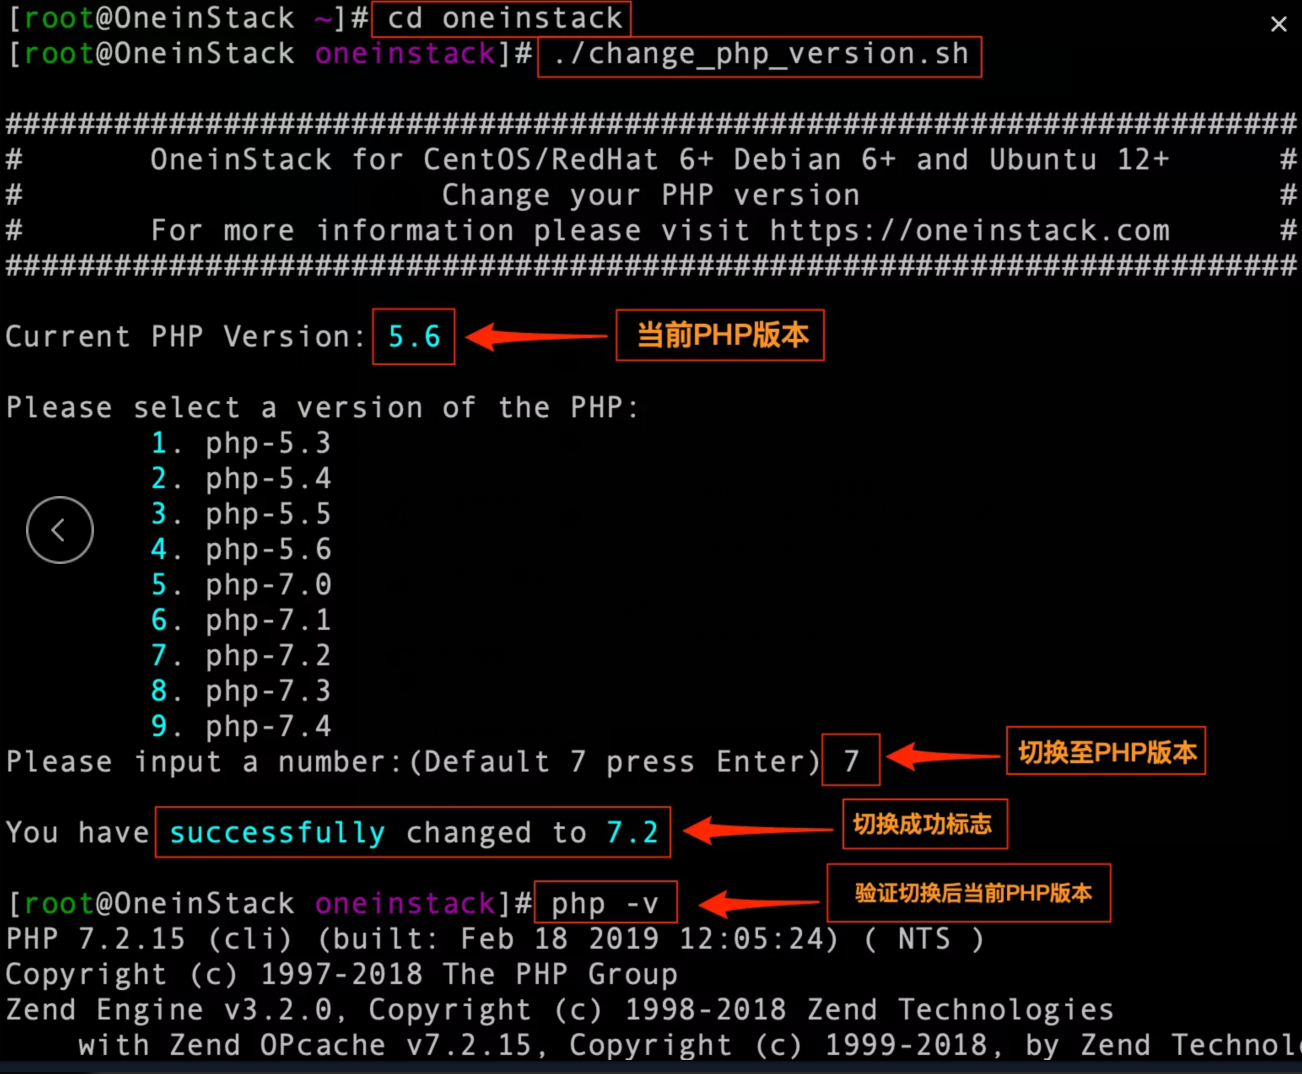 [root@OneinStack ~]# cd oneinstack
[root@OneinStack oneinstack]# ./change_php_version.sh
#######################################################################
# OneinStack for CentOS/RedHat 6+ Debian 6+ and Ubuntu 12+ #
# Change your PHP version #
# For more information please visit https://oneinstack.com #
#######################################################################
Current PHP Version: 5.6 当前PHP版本
Please select a version of the PHP:
1. php-5.3
2. php-5.4
3. php-5.5
4. php-5.6
5. php-7.0
6. php-7.1
7. php-7.2
8. php-7.3
9. php-7.4
Please input a number:(Default 7 press Enter) 7 切换至PHP版本
You have successfully changed to 7.2 切换成功标志
[root@OneinStack oneinstack]# php -v 验证切换后当前PHP版本
PHP 7.2.15 (cli) (built: Feb 18 2019 12:05:24) ( NTS )
Copyright (c) 1997-2018 The PHP Group
Zend Engine v3.2.0, Copyright (c) 1998-2018 Zend Technologies
with Zend OPcache v7.2.15, Copyright (c) 1999-2018, by Zend Technol